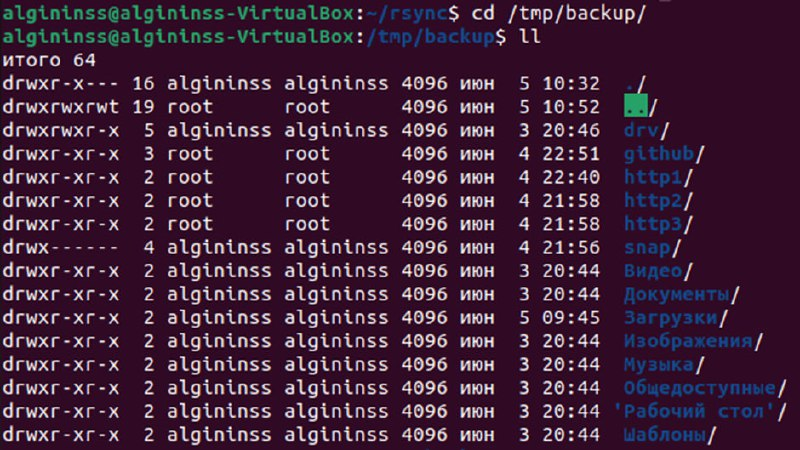 algininss@algininss-VirtualBox:~/rsync$ cd /tmp/backup/
algininss@algininss-VirtualBox:/tmp/backup$ ll
итого 64
drwxr-x--- 16 algininss algininss 4096 июн  5 10:32 ./
drwxrwxrwt 19 root      root      4096 июн  5 10:52 ../
drwxrwxr-x  5 algininss algininss 4096 июн  3 20:46 drv/
drwxr-xr-x  3 root      root      4096 июн  4 22:51 github/
drwxr-xr-x  2 root      root      4096 июн  4 22:40 http1/
drwxr-xr-x  2 root      root      4096 июн  4 21:58 http2/
drwxr-xr-x  2 root      root      4096 июн  4 21:58 http3/
drwx------  4 algininss algininss 4096 июн  4 21:56 snap/
drwxr-xr-x  2 algininss algininss 4096 июн  3 20:44 Видео/
drwxr-xr-x  2 algininss algininss 4096 июн  3 20:44 Документы/
drwxr-xr-x  2 algininss algininss 4096 июн  5 09:45 Загрузки/
drwxr-xr-x  2 algininss algininss 4096 июн  3 20:44 Изображения/
drwxr-xr-x  2 algininss algininss 4096 июн  3 20:44 Музыка/
drwxr-xr-x  2 algininss algininss 4096 июн  3 20:44 Общедоступные/
drwxr-xr-x  2 algininss algininss 4096 июн  3 20:44 'Рабочий стол'/
drwxr-xr-x  2 algininss algininss 4096 июн  3 20:44 Шаблоны/